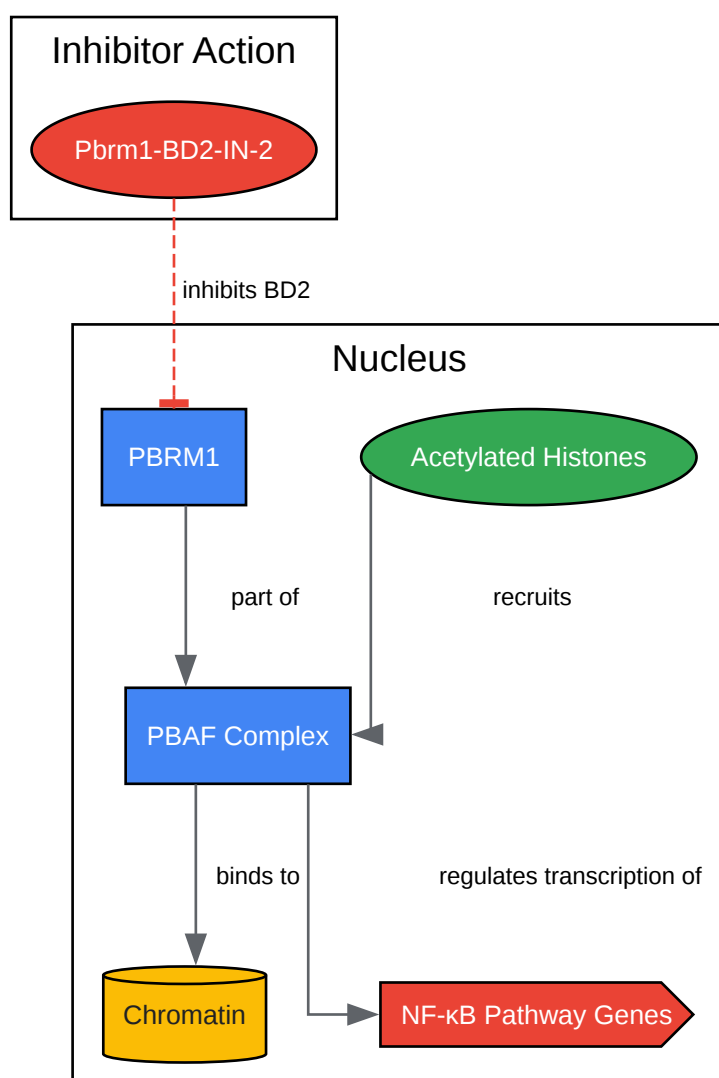 Inhibitor Action
Pbrm1-BD2-IN-2
inhibits BD2
Nucleus
PBRM1
Acetylated Histones
part of
recruits
PBAF Complex
binds to
regulates transcription of
Chromatin
NF-κB Pathway Genes